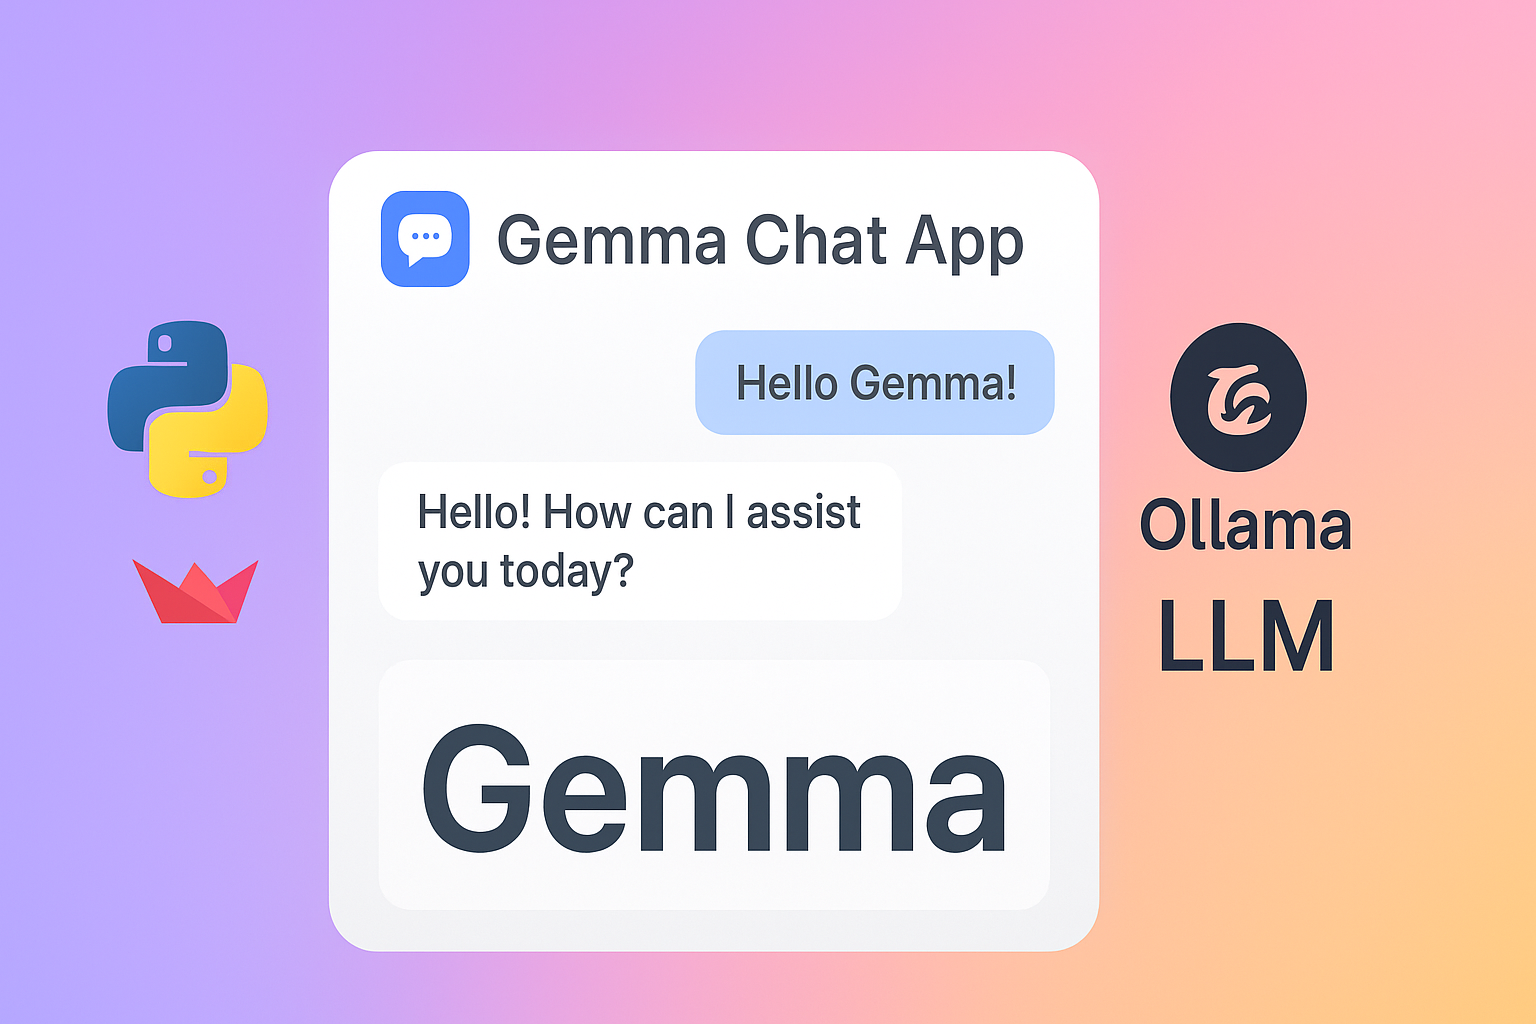 Gemma Chat App
Hello Gemma!
Hello! How can I assist
you today?
Gemma
Ollama
LLM